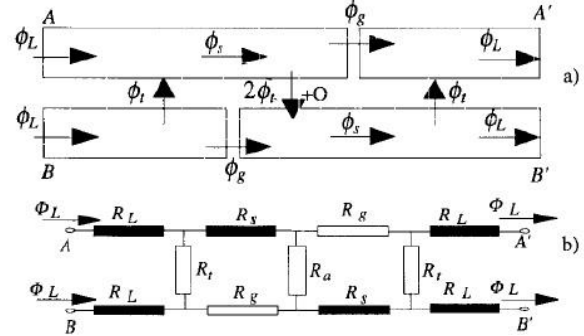 A ϕg A'
ϕL ϕs ϕL
ϕt 2ϕt +O ϕt a)
ϕL ϕs ϕL
B ϕg B'
ΦL RL Rs Rg RL ΦL
A A' b)
Rt Ra Rt
ΦL RL Rg Rs RL ΦL
B B'